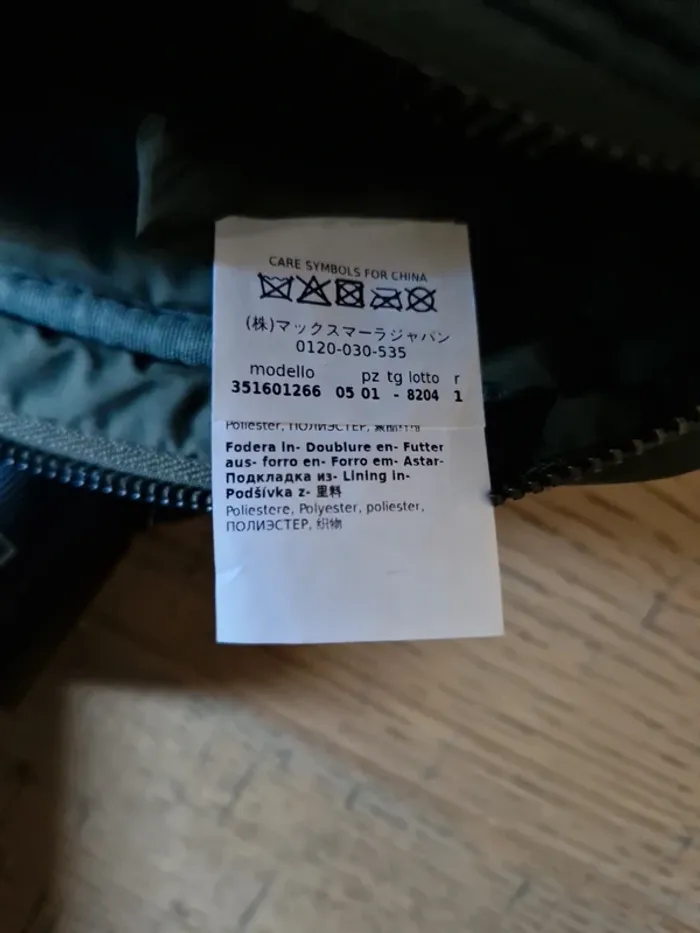 CARE SYMBOLS FOR CHINA
(株)マックスマーラジャパン
0120-030-535
modello pz tg lotto r
351601266 05 01 - 8204 1
Poliester, ПОЛИЭСТЕР,
Fodera in- Doublure en- Futter
aus- forro en- Forro em- Astar-
Подкладка из- Lining in-
Podšívka z- 里料
Poliestere, Polyester, poliester,
ПОЛИЭСТЕР, 织物